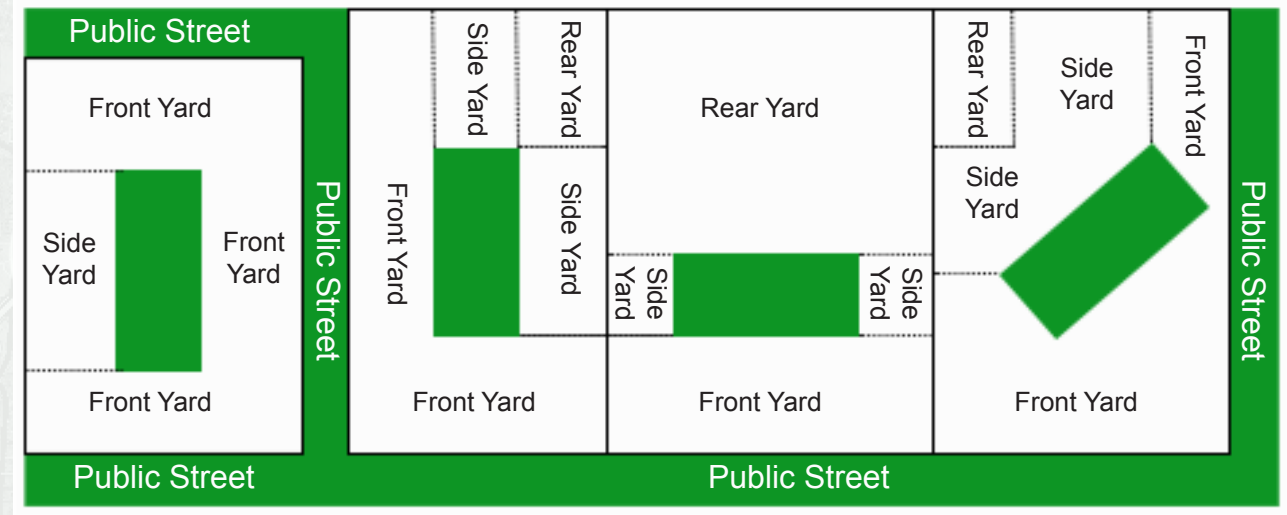 Public Street
Front Yard
Side
Yard
Front
Yard
Front Yard
Public Street
Public Street
Side Yard
Rear Yard
Front Yard
Side Yard
Front Yard
Rear Yard
Side
Yard
Side
Yard
Front Yard
Public Street
Rear Yard
Side
Yard
Front Yard
Side
Yard
Front Yard
Public Street